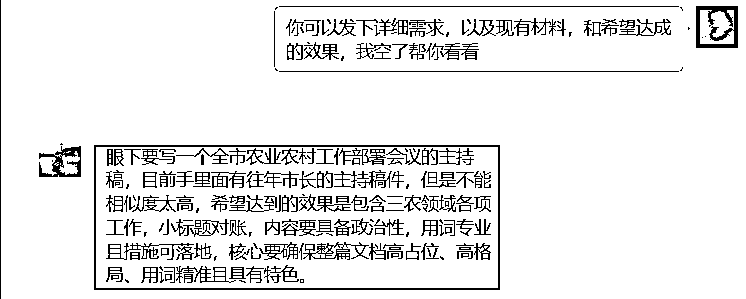 你可以发下详细需求，以及现有材料，和希望达成
的效果，我空了帮你看看
眼下要写一个全市农业农村工作部署会议的主持
稿，目前手里面有往年市长的主持稿件，但是不能
相似度太高，希望达到的效果是包含三农领域各项
工作，小标题对账，内容要具备政治性，用词专业
且措施可落地，核心要确保整篇文档高占位、高格
局、用词精准且具有特色。